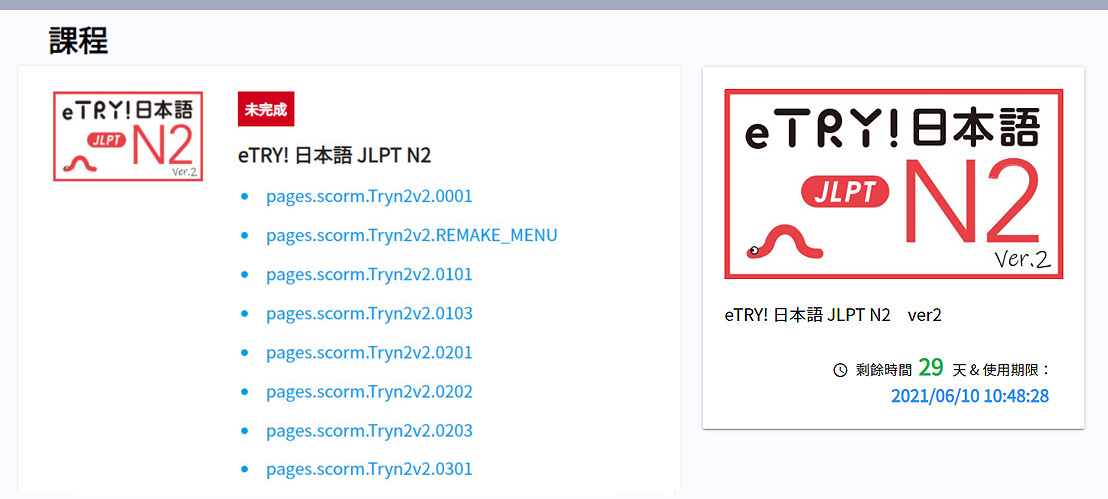 課程
eTRY!日本語
JLPT N2
Ver.2
未完成
eTRY! 日本語 JLPT N2
pages.scorm.Tryn2v2.0001
pages.scorm.Tryn2v2.REMAKE_MENU
pages.scorm.Tryn2v2.0101
pages.scorm.Tryn2v2.0103
pages.scorm.Tryn2v2.0201
pages.scorm.Tryn2v2.0202
pages.scorm.Tryn2v2.0203
pages.scorm.Tryn2v2.0301
eTRY!日本語
JLPT N2
Ver.2
eTRY! 日本語 JLPT N2　ver2
剩餘時間 29 天 & 使用期限：
2021/06/10 10:48:28